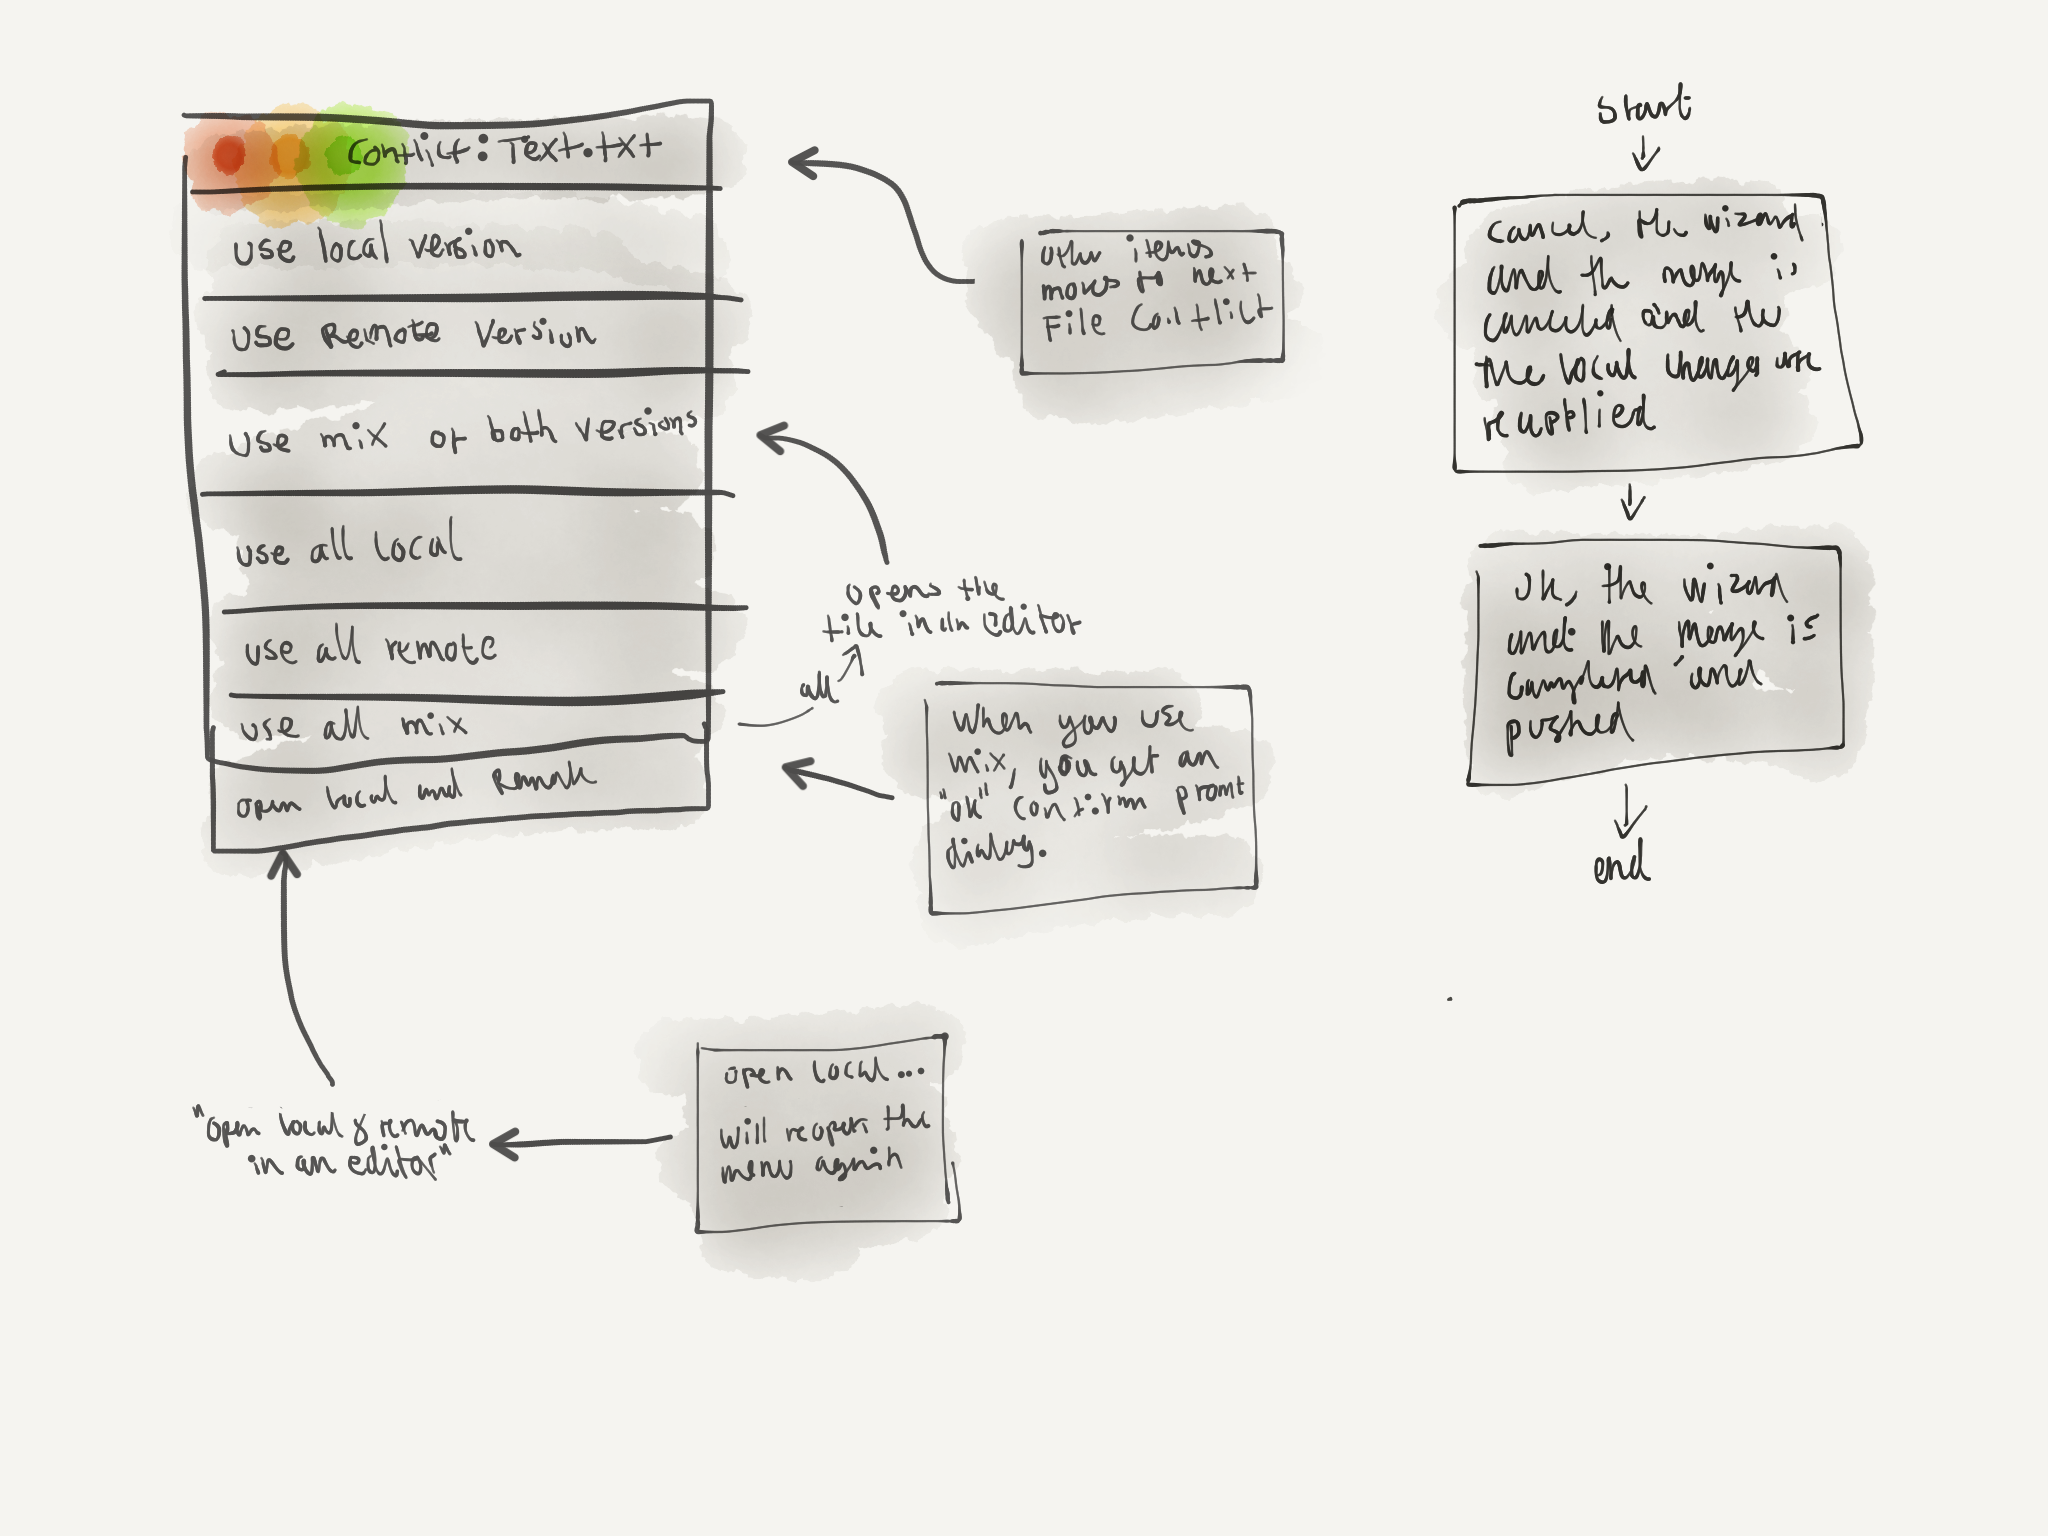 Conflict: Text.txt
use local version
use Remote Version
use mix of both versions
use all local
use all remote
use all mix
open local and Remote
other items
moves to next
File Conflict
opens the
file in an Editor
all
When you use
mix, you get an
"ok" confirm promt
dialog.
"open local & remote
in an editor"
open local...
will reopen the
menu again
start
cancel, the wizard
and the merge is
canceled and the
the local changes are
reapplied
ok, the wizard
and the merge is
completed and
pushed
end